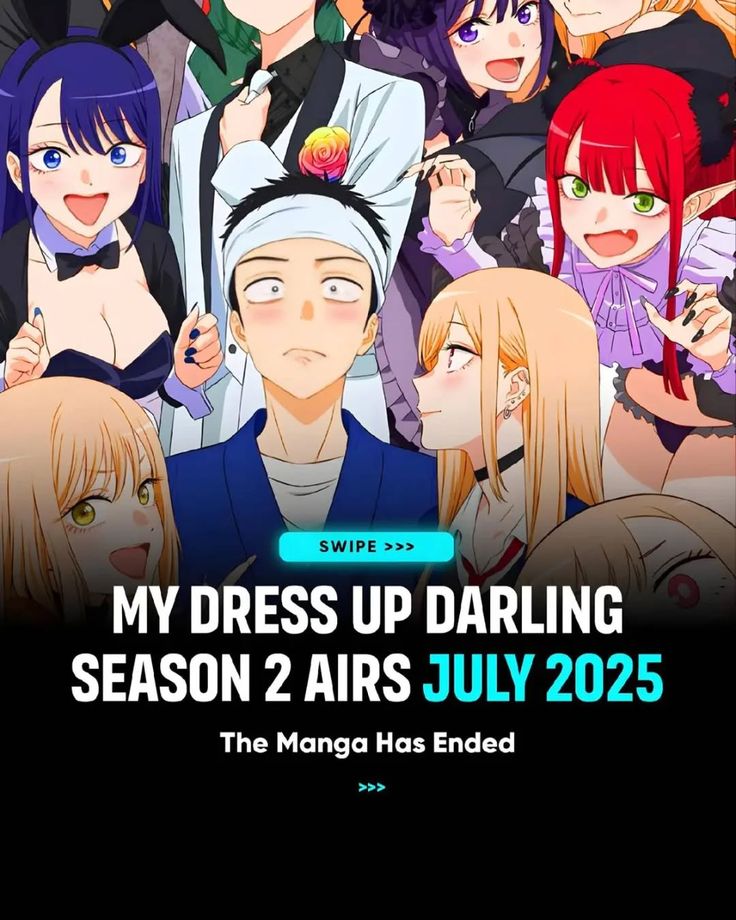 SWIPE >>>
MY DRESS UP DARLING
SEASON 2 AIRS JULY 2025
The Manga Has Ended
>>>